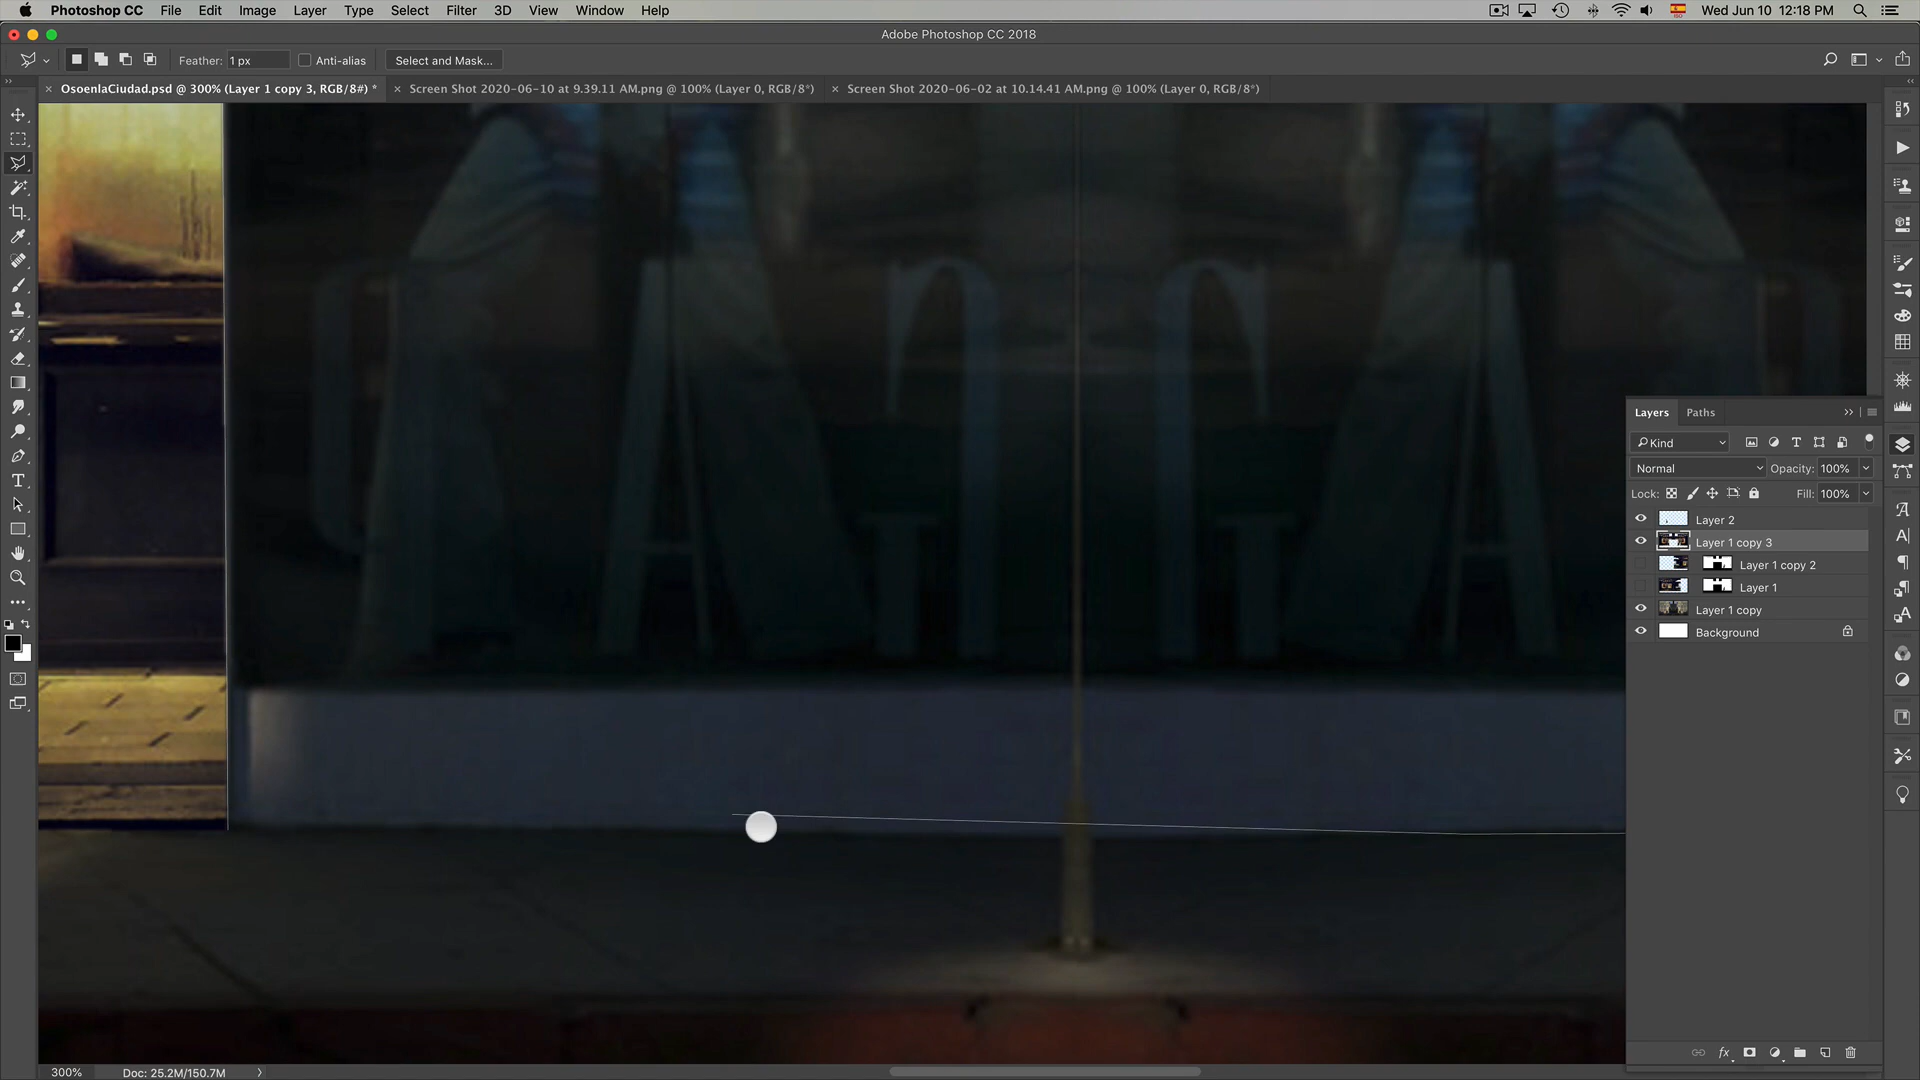 Photoshop CC File Edit Image Layer Type Select Filter 3D View Window Help Wed Jun 10 12:18 PM
Adobe Photoshop CC 2018
Feather: 1 px Anti-alias Select and Mask...
OsoenlaCiudad.psd @ 300% (Layer 1 copy 3, RGB/8#) * Screen Shot 2020-06-10 at 9.39.11 AM.png @ 100% (Layer 0, RGB/8*) Screen Shot 2020-06-02 at 10.14.41 AM.png @ 100% (Layer 0, RGB/8*)
Layers Paths
Kind
Normal Opacity: 100%
Lock: Fill: 100%
Layer 2
Layer 1 copy 3
Layer 1 copy 2
Layer 1
Layer 1 copy
Background
fx
300% Doc: 25.2M/150.7M